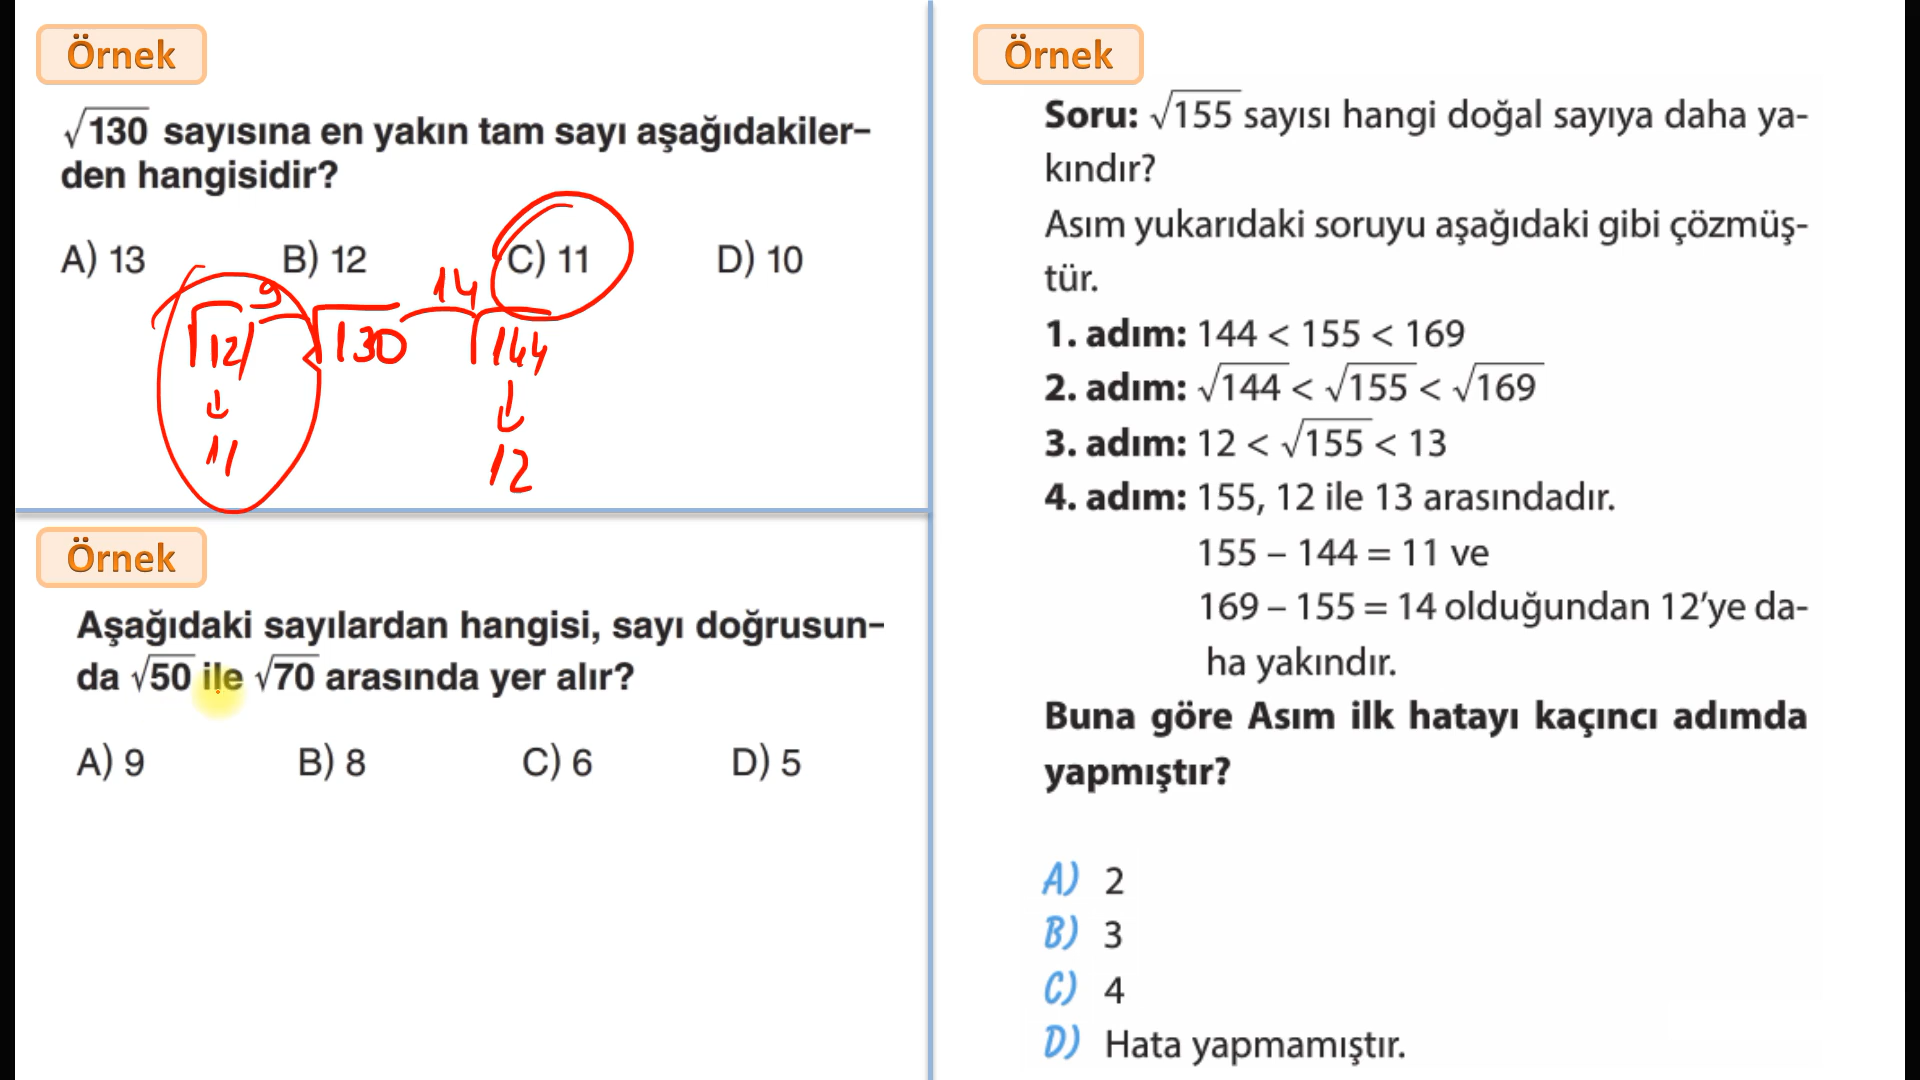 Örnek
√130 sayısına en yakın tam sayı aşağıdakiler-
den hangisidir?
A) 13 B) 12 C) 11 D) 10
9 14
√121 √130 √144
11 12
Örnek
Aşağıdaki sayılardan hangisi, sayı doğrusun-
da √50 ile √70 arasında yer alır?
A) 9 B) 8 C) 6 D) 5
Örnek
Soru: √155 sayısı hangi doğal sayıya daha ya-
kındır?
Asım yukarıdaki soruyu aşağıdaki gibi çözmüş-
tür.
1. adım: 144 < 155 < 169
2. adım: √144 < √155 < √169
3. adım: 12 < √155 < 13
4. adım: 155, 12 ile 13 arasındadır.
155 – 144 = 11 ve
169 – 155 = 14 olduğundan 12'ye da-
ha yakındır.
Buna göre Asım ilk hatayı kaçıncı adımda
yapmıştır?
A) 2
B) 3
C) 4
D) Hata yapmamıştır.